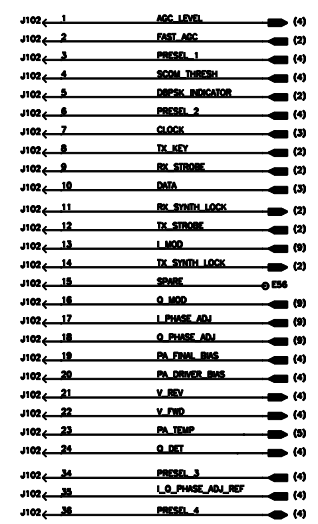 J102 1 AGC_LEVEL (4)
J102 2 FAST_AGC (2)
J102 3 PRESEL_1 (4)
J102 4 SCOM_THRESH (4)
J102 5 DBPSK_INDICATOR (2)
J102 6 PRESEL_2 (4)
J102 7 CLOCK (3)
J102 8 TX_KEY (2)
J102 9 RX_STROBE (2)
J102 10 DATA (3)
J102 11 RX_SYNTH_LOCK (2)
J102 12 TX_STROBE (2)
J102 13 I_MOD (9)
J102 14 TX_SYNTH_LOCK (2)
J102 15 SPARE E56
J102 16 Q_MOD (9)
J102 17 I_PHASE_ADJ (9)
J102 18 Q_PHASE_ADJ (9)
J102 19 PA_FINAL_BIAS (4)
J102 20 PA_DRIVER_BIAS (4)
J102 21 V_REV (4)
J102 22 V_FWD (4)
J102 23 PA_TEMP (5)
J102 24 Q_DET (4)
J102 34 PRESEL_3 (4)
J102 35 I_Q_PHASE_ADJ_REF (4)
J102 36 PRESEL_4 (4)